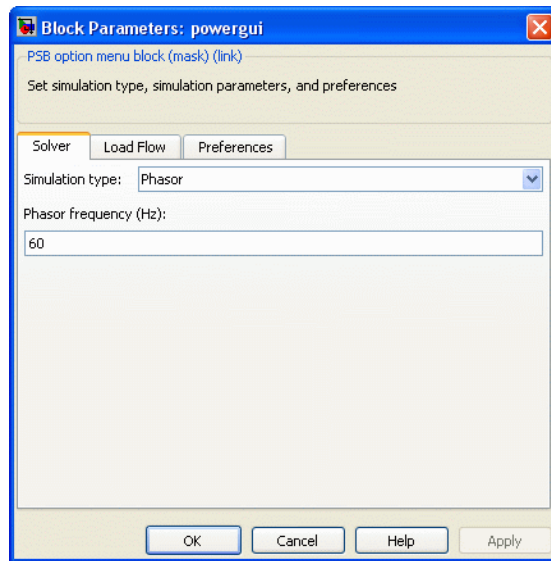 Block Parameters: powergui
PSB option menu block (mask) (link)
Set simulation type, simulation parameters, and preferences
Solver Load Flow Preferences
Simulation type: Phasor
Phasor frequency (Hz):
60
OK Cancel Help Apply